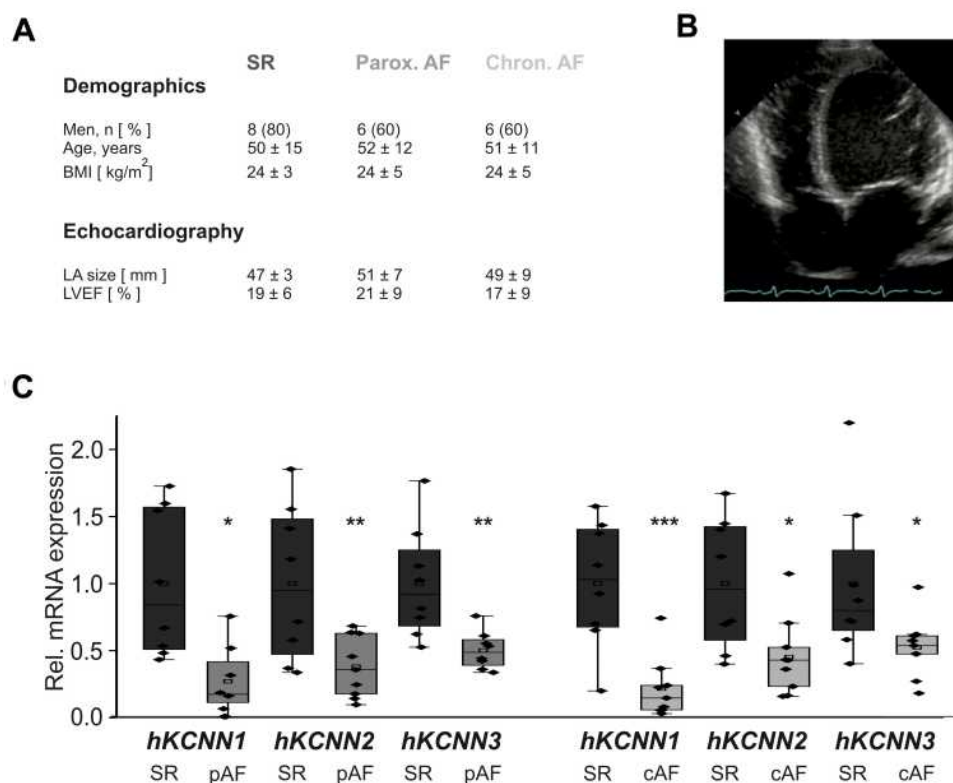 A
B
SR Parox. AF Chron. AF
Demographics
Men, n [ % ] 8 (80) 6 (60) 6 (60)
Age, years 50 ± 15 52 ± 12 51 ± 11
BMI [ kg/m²] 24 ± 3 24 ± 5 24 ± 5
Echocardiography
LA size [ mm ] 47 ± 3 51 ± 7 49 ± 9
LVEF [ % ] 19 ± 6 21 ± 9 17 ± 9
C
Rel. mRNA expression
2.0
1.5
* ** ** *** * *
1.0
0.5
0.0
hKCNN1 hKCNN2 hKCNN3 hKCNN1 hKCNN2 hKCNN3
SR pAF SR pAF SR pAF SR cAF SR cAF SR cAF